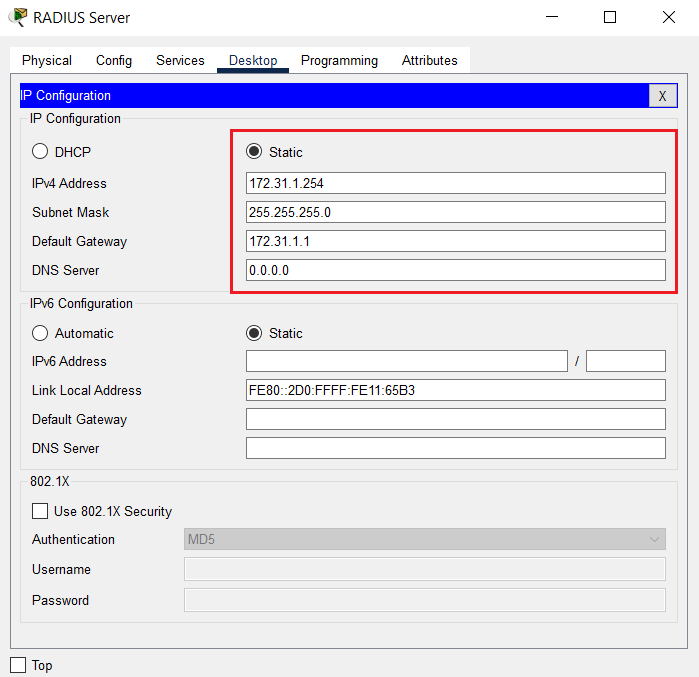 RADIUS Server
Physical Config Services Desktop Programming Attributes
IP Configuration X
IP Configuration
DHCP Static
IPv4 Address 172.31.1.254
Subnet Mask 255.255.255.0
Default Gateway 172.31.1.1
DNS Server 0.0.0.0
IPv6 Configuration
Automatic Static
IPv6 Address /
Link Local Address FE80::2D0:FFFF:FE11:65B3
Default Gateway
DNS Server
802.1X
Use 802.1X Security
Authentication MD5
Username
Password
Top